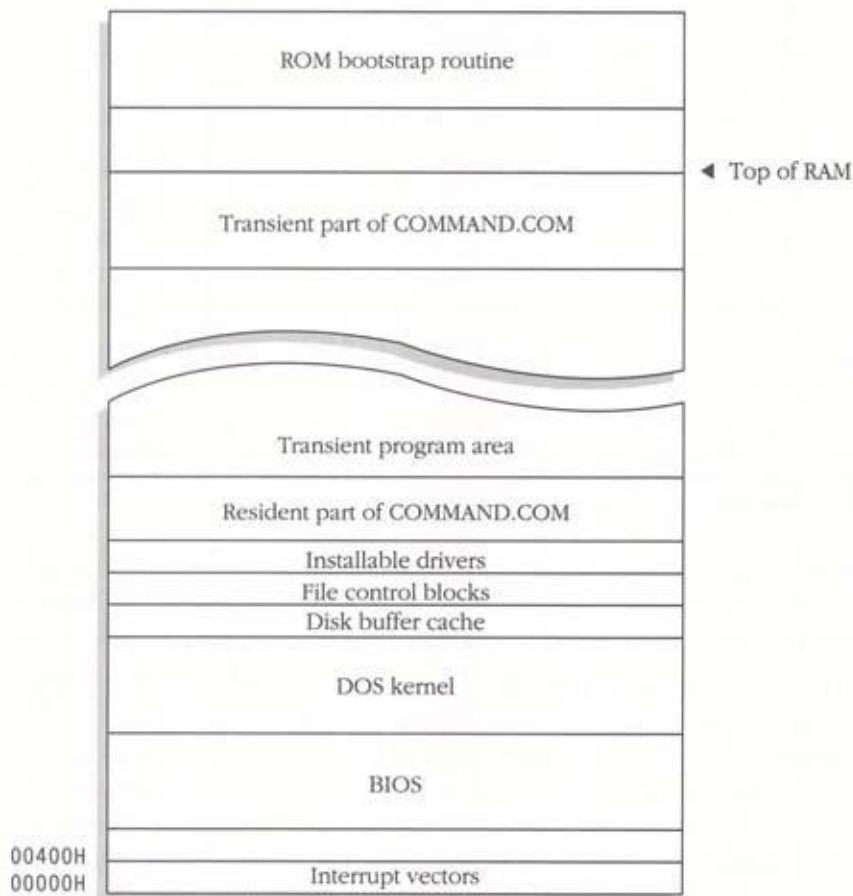 ROM bootstrap routine
Top of RAM
Transient part of COMMAND.COM
Transient program area
Resident part of COMMAND.COM
Installable drivers
File control blocks
Disk buffer cache
DOS kernel
BIOS
00400H
00000H
Interrupt vectors